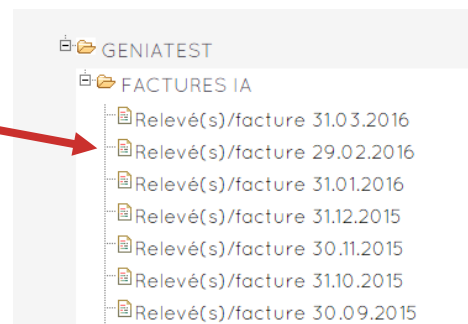 GENIATEST
FACTURES IA
Relevé(s)/facture 31.03.2016
Relevé(s)/facture 29.02.2016
Relevé(s)/facture 31.01.2016
Relevé(s)/facture 31.12.2015
Relevé(s)/facture 30.11.2015
Relevé(s)/facture 31.10.2015
Relevé(s)/facture 30.09.2015